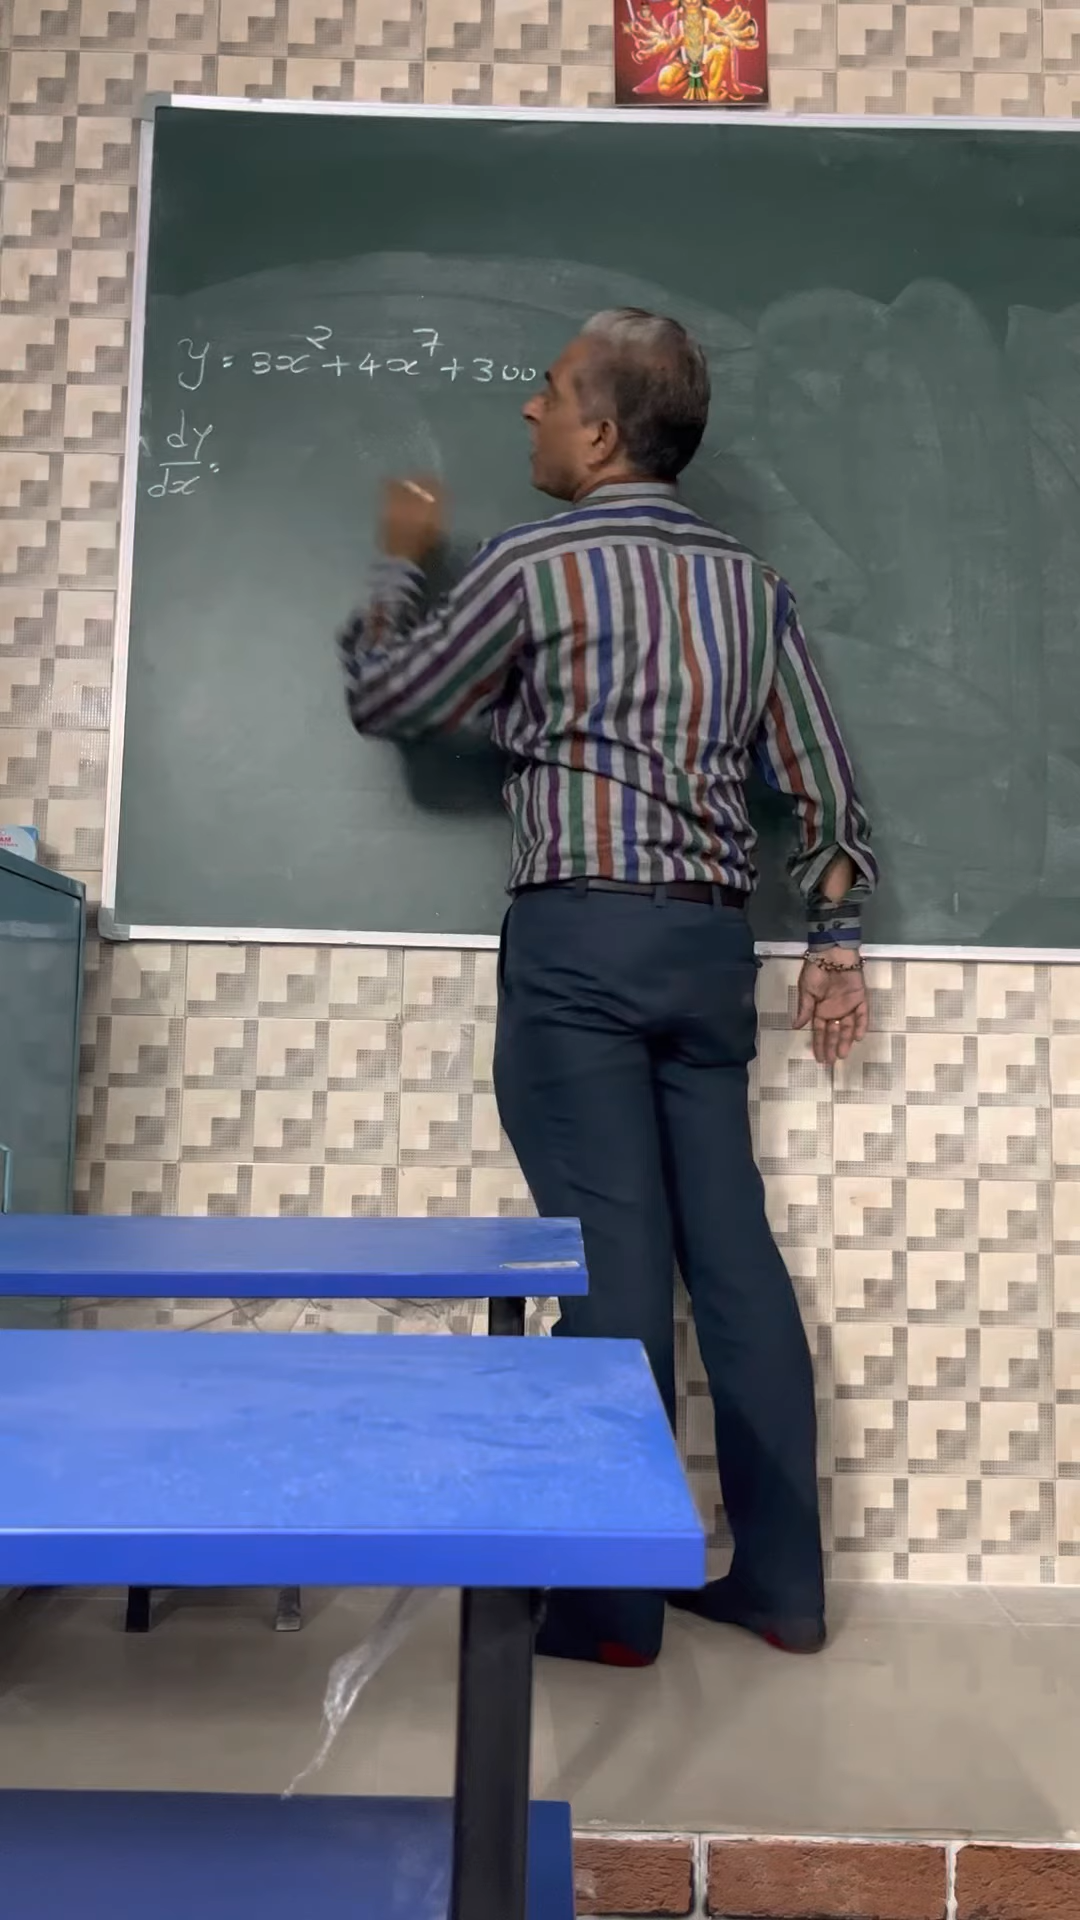 y = 3x² + 4x⁷ + 300
dy
dx =